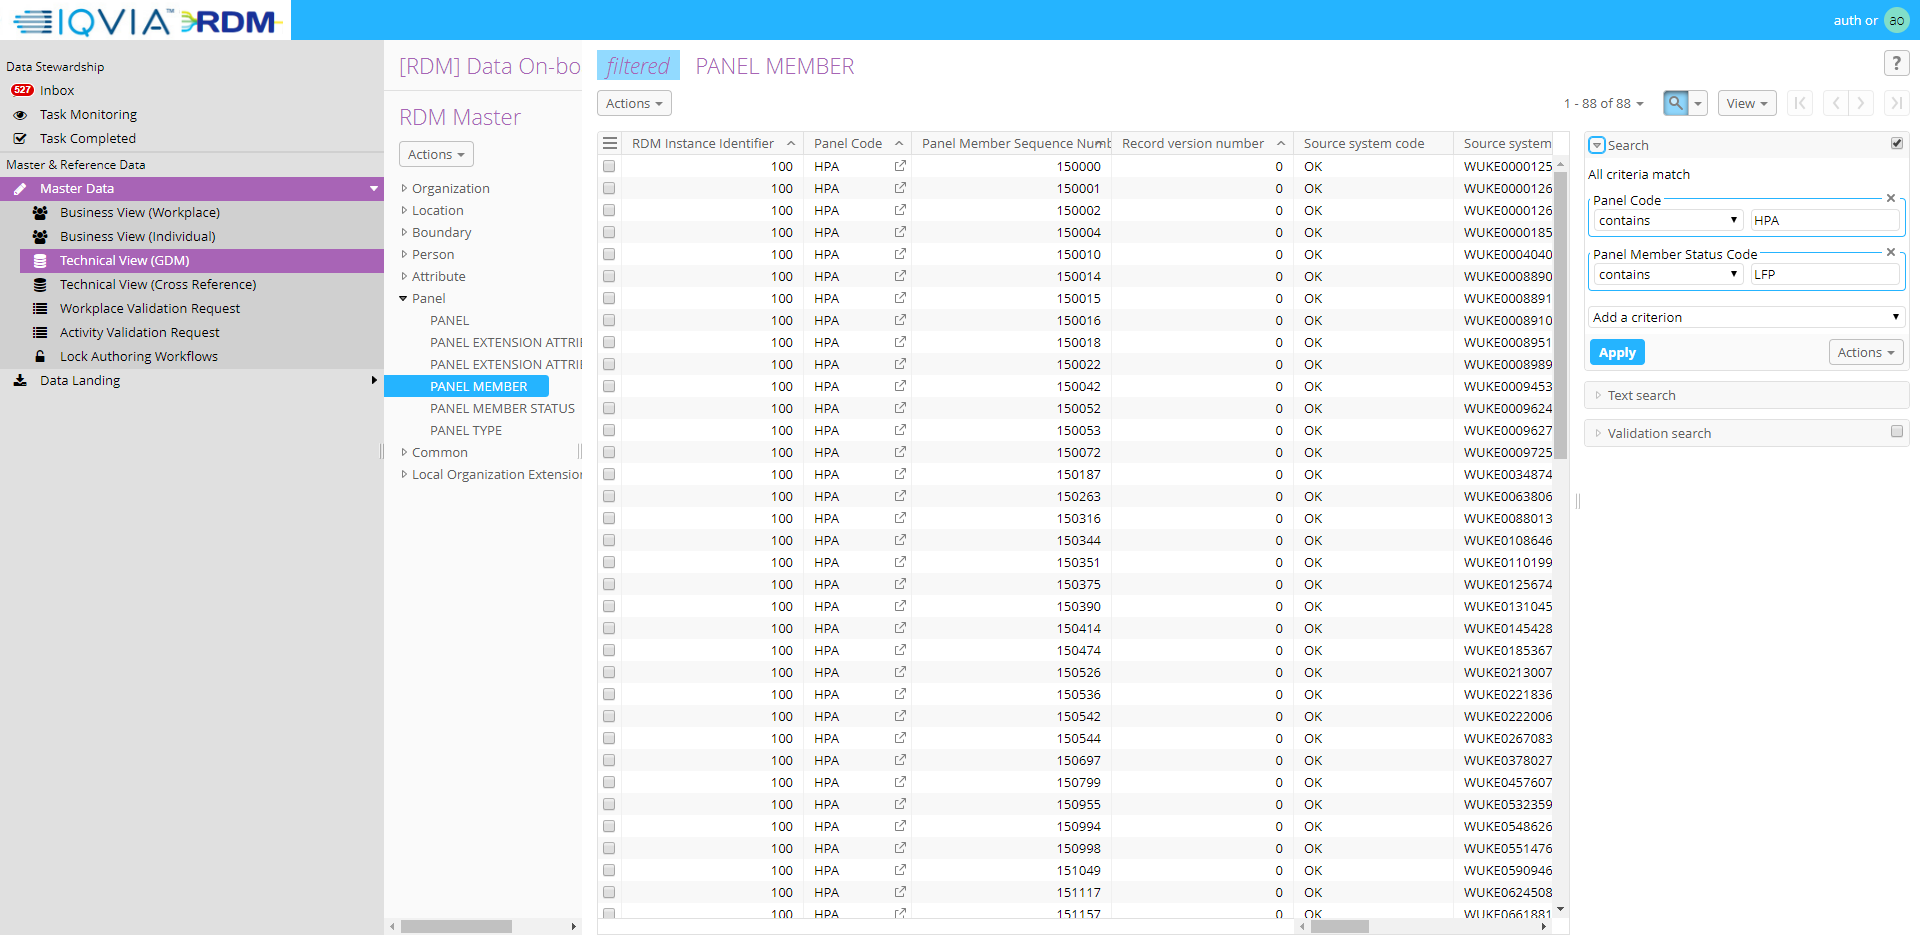 IQVIA™ RDM
auth or ao
Data Stewardship
527 Inbox
Task Monitoring
Task Completed
Master & Reference Data
Master Data
Business View (Workplace)
Business View (Individual)
Technical View (GDM)
Technical View (Cross Reference)
Workplace Validation Request
Activity Validation Request
Lock Authoring Workflows
Data Landing
[RDM] Data On-bo
RDM Master
Actions
Organization
Location
Boundary
Person
Attribute
Panel
PANEL
PANEL EXTENSION ATTRI
PANEL EXTENSION ATTRI
PANEL MEMBER
PANEL MEMBER STATUS
PANEL TYPE
Common
Local Organization Extension
filtered PANEL MEMBER
?
Actions 1 - 88 of 88 View
RDM Instance Identifier Panel Code Panel Member Sequence Numb Record version number Source system code Source system
100 HPA 150000 0 OK WUKE0000125
100 HPA 150001 0 OK WUKE0000126
100 HPA 150002 0 OK WUKE0000126
100 HPA 150004 0 OK WUKE0000185
100 HPA 150010 0 OK WUKE0004040
100 HPA 150014 0 OK WUKE0008890
100 HPA 150015 0 OK WUKE0008891
100 HPA 150016 0 OK WUKE0008910
100 HPA 150018 0 OK WUKE0008951
100 HPA 150022 0 OK WUKE0008989
100 HPA 150042 0 OK WUKE0009453
100 HPA 150052 0 OK WUKE0009624
100 HPA 150053 0 OK WUKE0009627
100 HPA 150072 0 OK WUKE0009725
100 HPA 150187 0 OK WUKE0034874
100 HPA 150263 0 OK WUKE0063806
100 HPA 150316 0 OK WUKE0088013
100 HPA 150344 0 OK WUKE0108646
100 HPA 150351 0 OK WUKE0110199
100 HPA 150375 0 OK WUKE0125674
100 HPA 150390 0 OK WUKE0131045
100 HPA 150414 0 OK WUKE0145428
100 HPA 150474 0 OK WUKE0185367
100 HPA 150526 0 OK WUKE0213007
100 HPA 150536 0 OK WUKE0221836
100 HPA 150542 0 OK WUKE0222006
100 HPA 150544 0 OK WUKE0267083
100 HPA 150697 0 OK WUKE0378027
100 HPA 150799 0 OK WUKE0457607
100 HPA 150955 0 OK WUKE0532359
100 HPA 150994 0 OK WUKE0548626
100 HPA 150998 0 OK WUKE0551476
100 HPA 151049 0 OK WUKE0590946
100 HPA 151117 0 OK WUKE0624508
100 HPA 151157 0 OK WUKE0661881
Search
All criteria match
Panel Code
contains HPA
Panel Member Status Code
contains LFP
Add a criterion
Apply Actions
Text search
Validation search